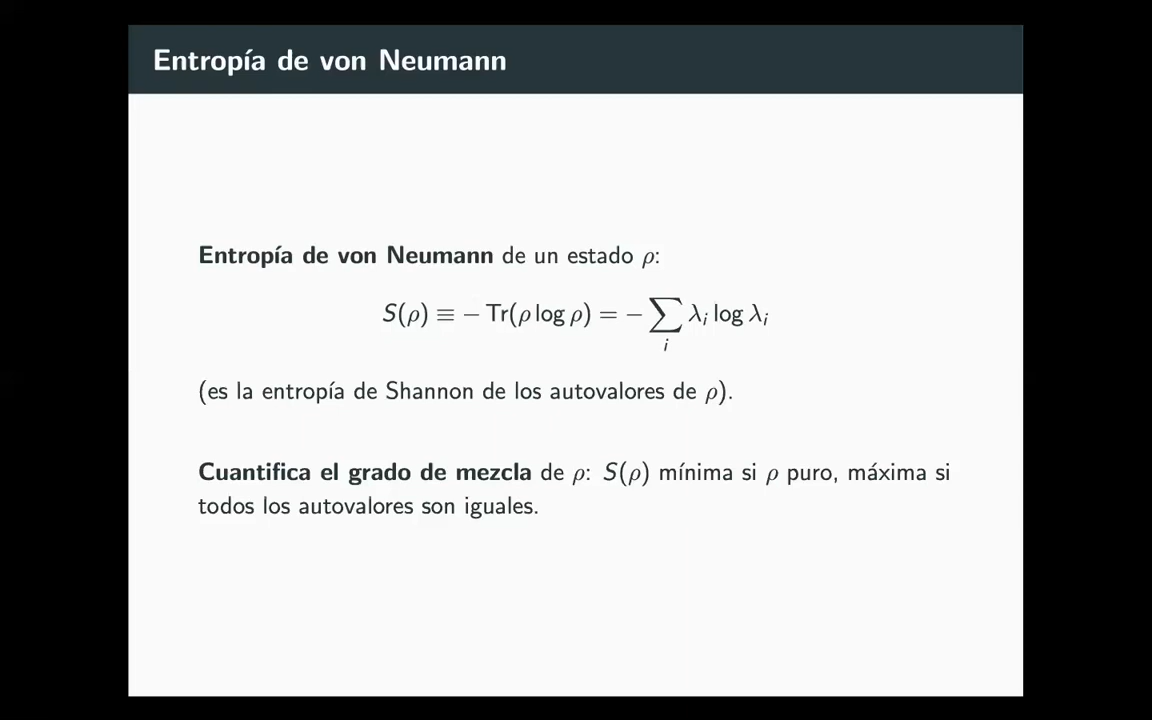 Entropía de von Neumann
Entropía de von Neumann de un estado ρ:
S(ρ) ≡ − Tr(ρ log ρ) = − ∑_i λ_i log λ_i
(es la entropía de Shannon de los autovalores de ρ).
Cuantifica el grado de mezcla de ρ: S(ρ) mínima si ρ puro, máxima si
todos los autovalores son iguales.